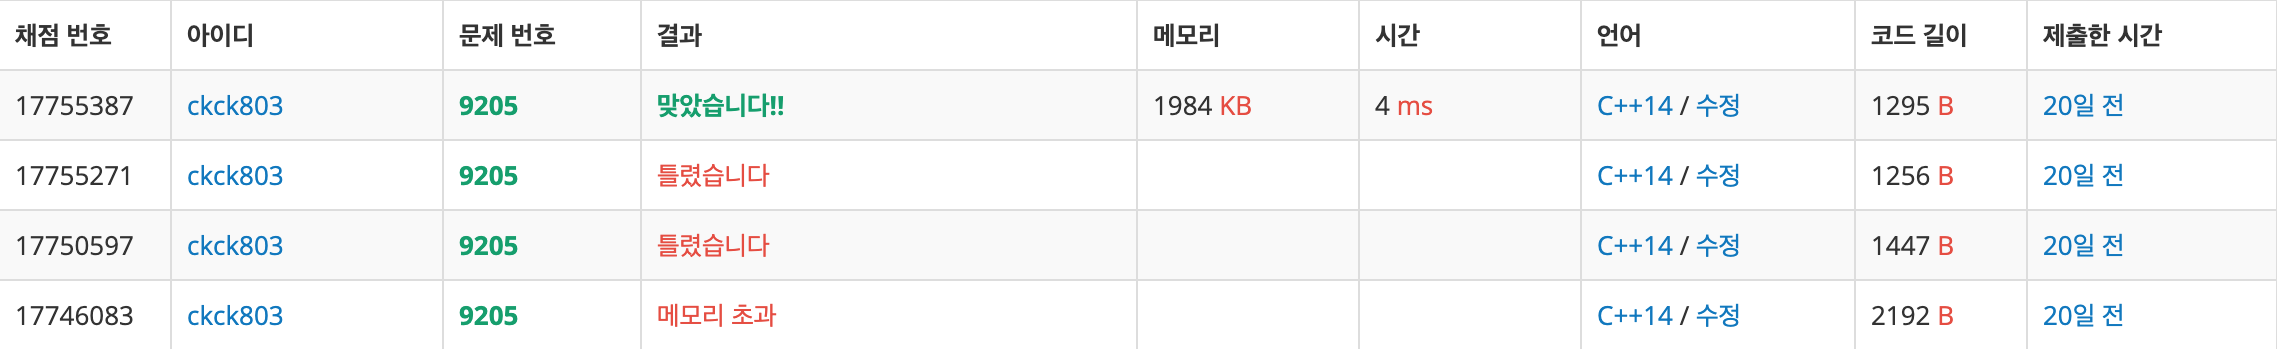 채점 번호 아이디 문제 번호 결과 메모리 시간 언어 코드 길이 제출한 시간
17755387 ckck803 9205 맞았습니다!! 1984 KB 4 ms C++14 / 수정 1295 B 20일 전
17755271 ckck803 9205 틀렸습니다 C++14 / 수정 1256 B 20일 전
17750597 ckck803 9205 틀렸습니다 C++14 / 수정 1447 B 20일 전
17746083 ckck803 9205 메모리 초과 C++14 / 수정 2192 B 20일 전